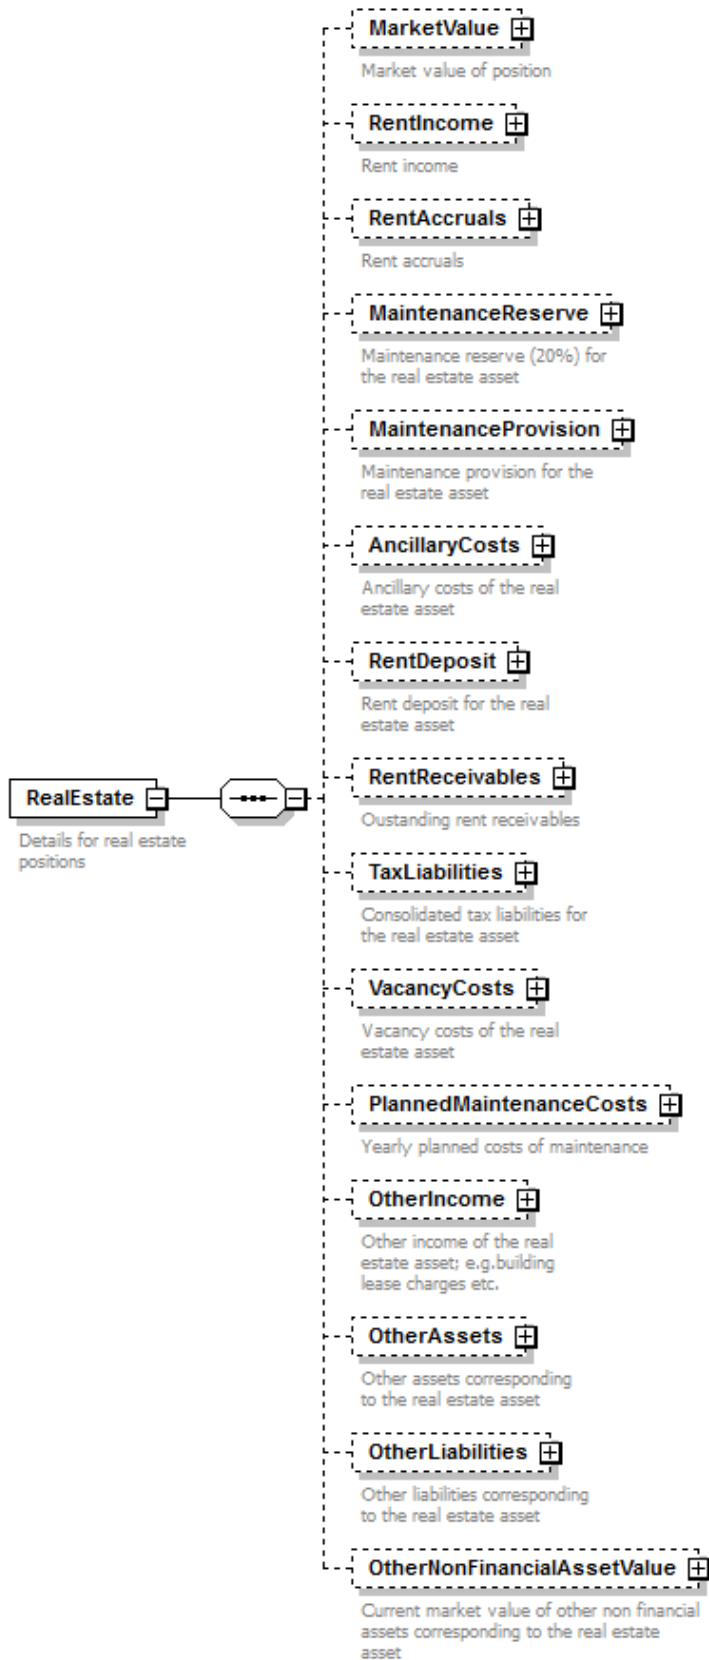 MarketValue
Market value of position
RentIncome
Rent income
RentAccruals
Rent accruals
MaintenanceReserve
Maintenance reserve (20%) for
the real estate asset
MaintenanceProvision
Maintenance provision for the
real estate asset
AncillaryCosts
Ancillary costs of the real
estate asset
RentDeposit
Rent deposit for the real
estate asset
RealEstate
Details for real estate
positions
RentReceivables
Oustanding rent receivables
TaxLiabilities
Consolidated tax liabilities for
the real estate asset
VacancyCosts
Vacancy costs of the real
estate asset
PlannedMaintenanceCosts
Yearly planned costs of maintenance
OtherIncome
Other income of the real
estate asset; e.g.building
lease charges etc.
OtherAssets
Other assets corresponding
to the real estate asset
OtherLiabilities
Other liabilities corresponding
to the real estate asset
OtherNonFinancialAssetValue
Current market value of other non financial
assets corresponding to the real estate
asset